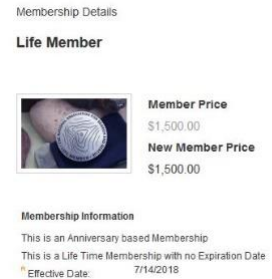 Membership Details
Life Member
Member Price
$1,500.00
New Member Price
$1,500.00
Membership Information
This is an Anniversary based Membership
This is a Life Time Membership with no Expiration Date
Effective Date: 7/14/2018